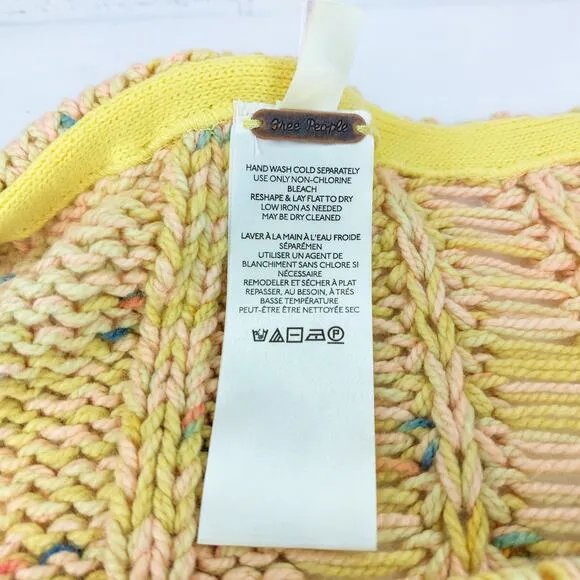 Free People
HAND WASH COLD SEPARATELY
USE ONLY NON-CHLORINE
BLEACH
RESHAPE & LAY FLAT TO DRY
LOW IRON AS NEEDED
MAY BE DRY CLEANED
LAVER À LA MAIN À L'EAU FROIDE
SÉPARÉMEN
UTILISER UN AGENT DE
BLANCHIMENT SANS CHLORE SI
NÉCESSAIRE
REMODELER ET SÉCHER À PLAT
REPASSER, AU BESOIN, À TRÉS
BASSE TEMPÉRATURE
PEUT-ÊTRE ÊTRE NETTOYÉE SEC
P